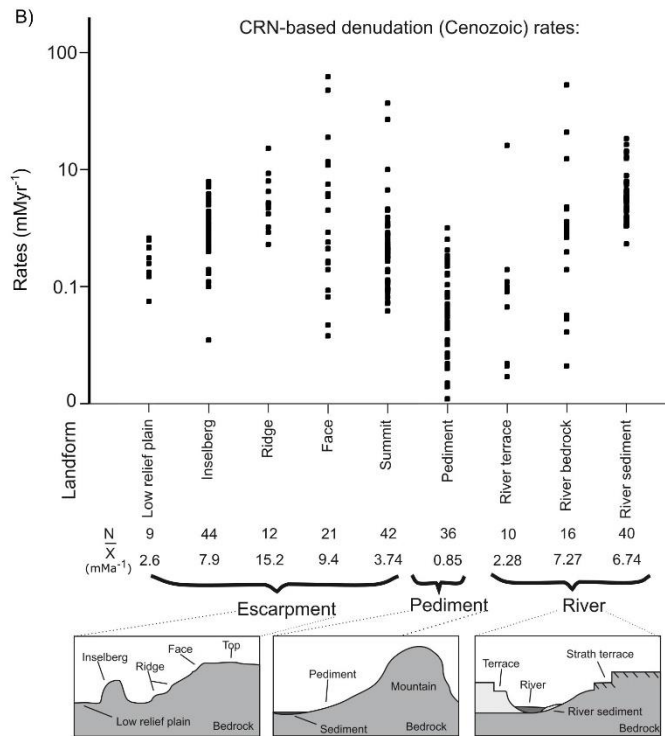 B)
CRN-based denudation (Cenozoic) rates:
100
10
0.1
0
Rates (mMyr⁻¹)
Landform
Low relief plain
Inselberg
Ridge
Face
Summit
Pediment
River terrace
River bedrock
River sediment
N 9 44 12 21 42 36 10 16 40
X̅ 2.6 7.9 15.2 9.4 3.74 0.85 2.28 7.27 6.74
(mMa⁻¹)
Escarpment Pediment River
Inselberg
Ridge
Face
Top
Low relief plain
Bedrock
Pediment
Mountain
Sediment
Bedrock
Terrace
River
Strath terrace
River sediment
Bedrock